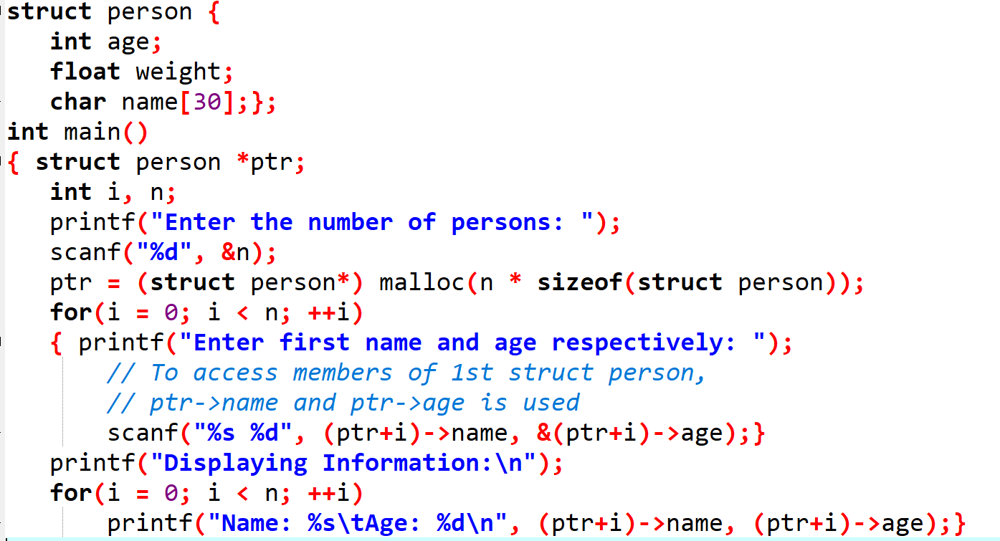 struct person {
   int age;
   float weight;
   char name[30];};
int main()
{ struct person *ptr;
   int i, n;
   printf("Enter the number of persons: ");
   scanf("%d", &n);
   ptr = (struct person*) malloc(n * sizeof(struct person));
   for(i = 0; i < n; ++i)
   { printf("Enter first name and age respectively: ");
       // To access members of 1st struct person,
       // ptr->name and ptr->age is used
       scanf("%s %d", (ptr+i)->name, &(ptr+i)->age);}
   printf("Displaying Information:\n");
   for(i = 0; i < n; ++i)
       printf("Name: %s\tAge: %d\n", (ptr+i)->name, (ptr+i)->age);}